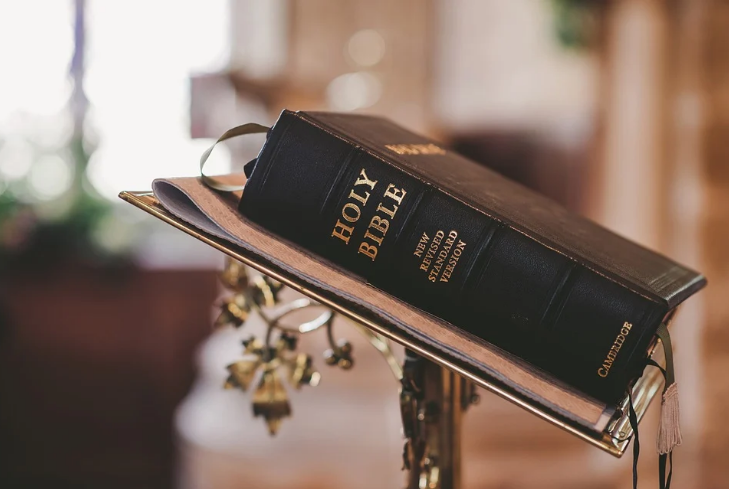 HOLY
BIBLE
NEW
REVISED
STANDARD
VERSION
CAMBRIDGE